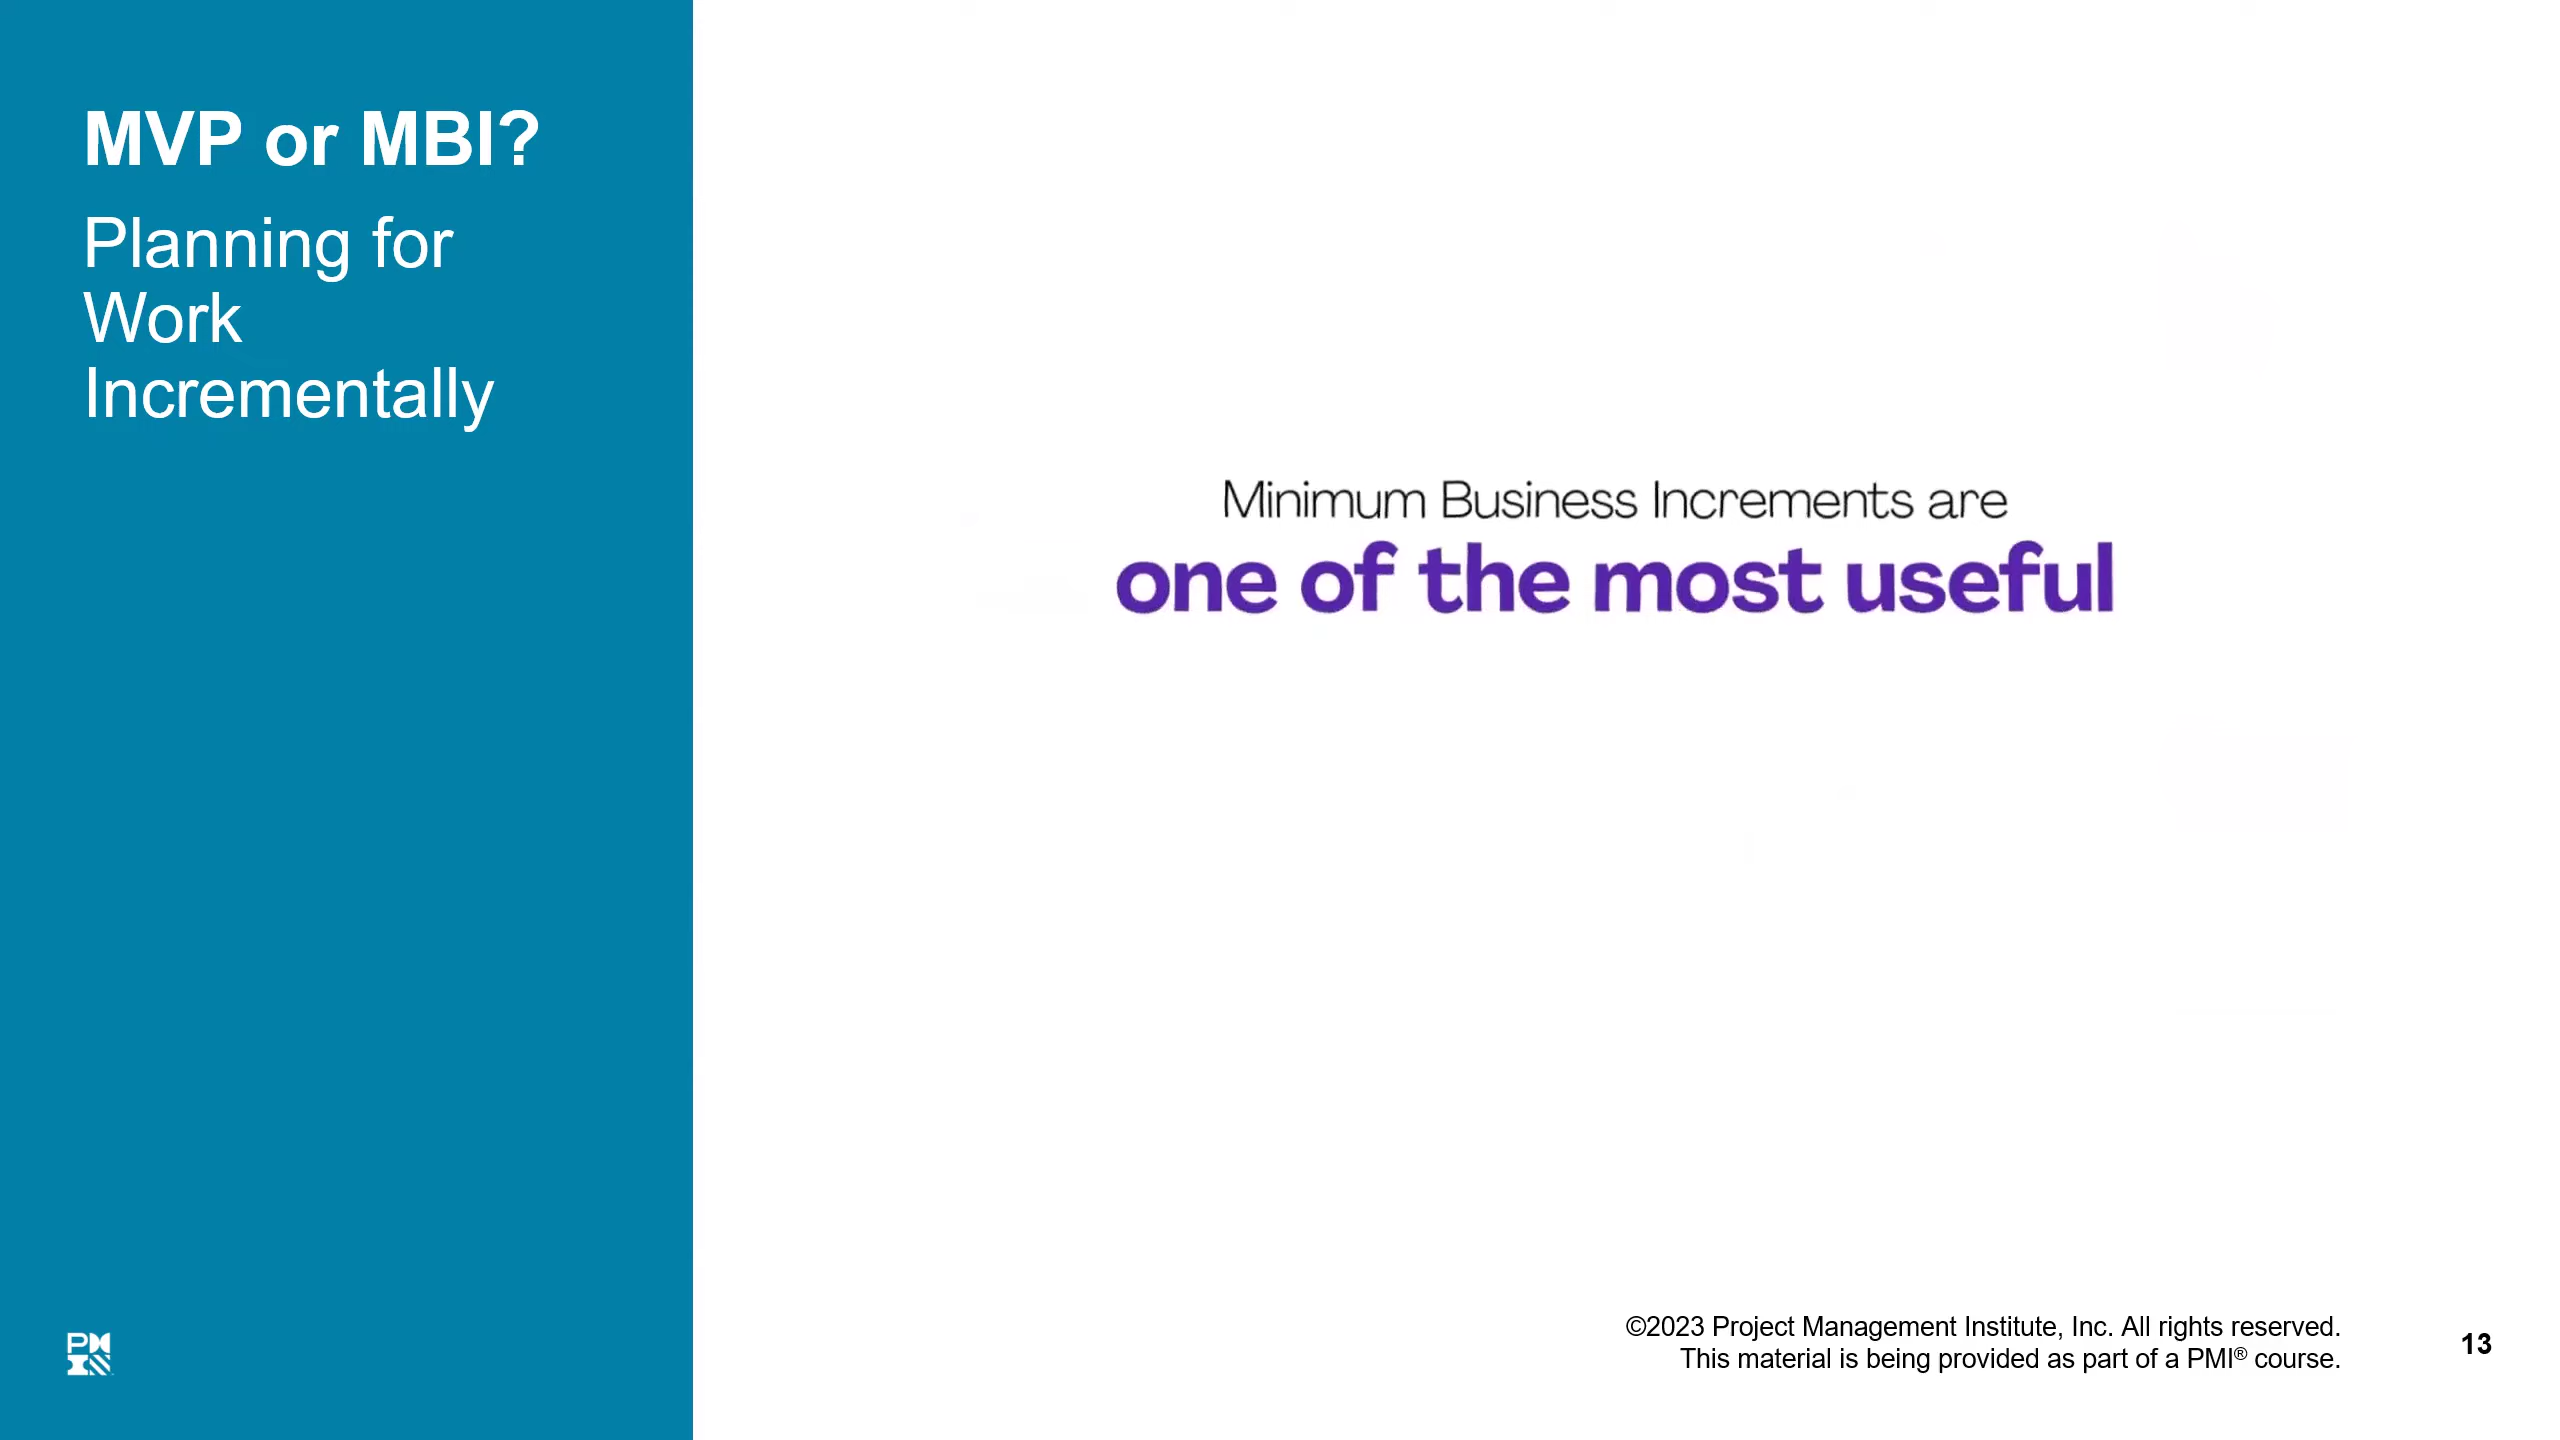 MVP or MBI?
Planning for
Work
Incrementally
Minimum Business Increments are
one of the most useful
PMI
©2023 Project Management Institute, Inc. All rights reserved.
This material is being provided as part of a PMI® course.
13